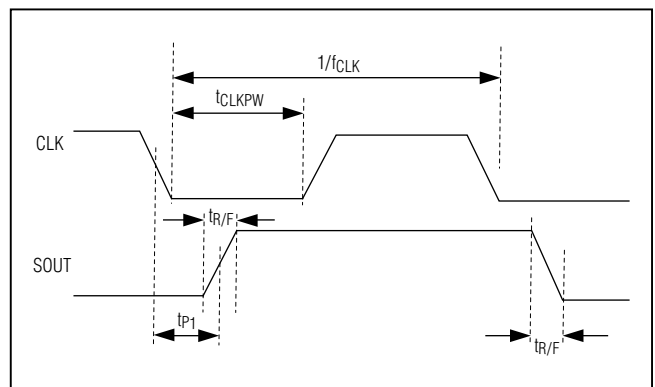 1/fCLK
tCLKPW
CLK
tR/F
SOUT
tP1
tR/F